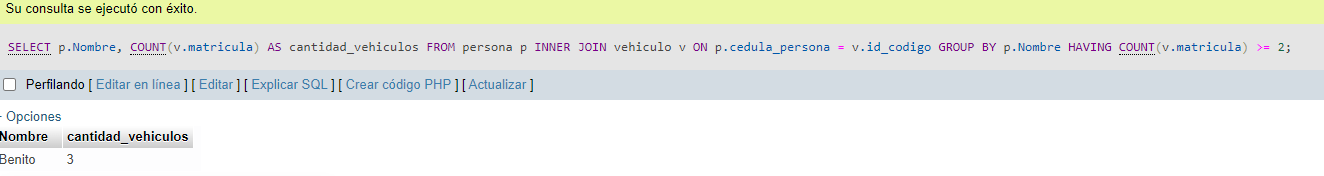 Su consulta se ejecutó con éxito.
SELECT p.Nombre, COUNT(v.matricula) AS cantidad_vehiculos FROM persona p INNER JOIN vehiculo v ON p.cedula_persona = v.id_codigo GROUP BY p.Nombre HAVING COUNT(v.matricula) >= 2;
Perfilando [ Editar en línea ] [ Editar ] [ Explicar SQL ] [ Crear código PHP ] [ Actualizar ]
Opciones
Nombre cantidad_vehiculos
Benito 3